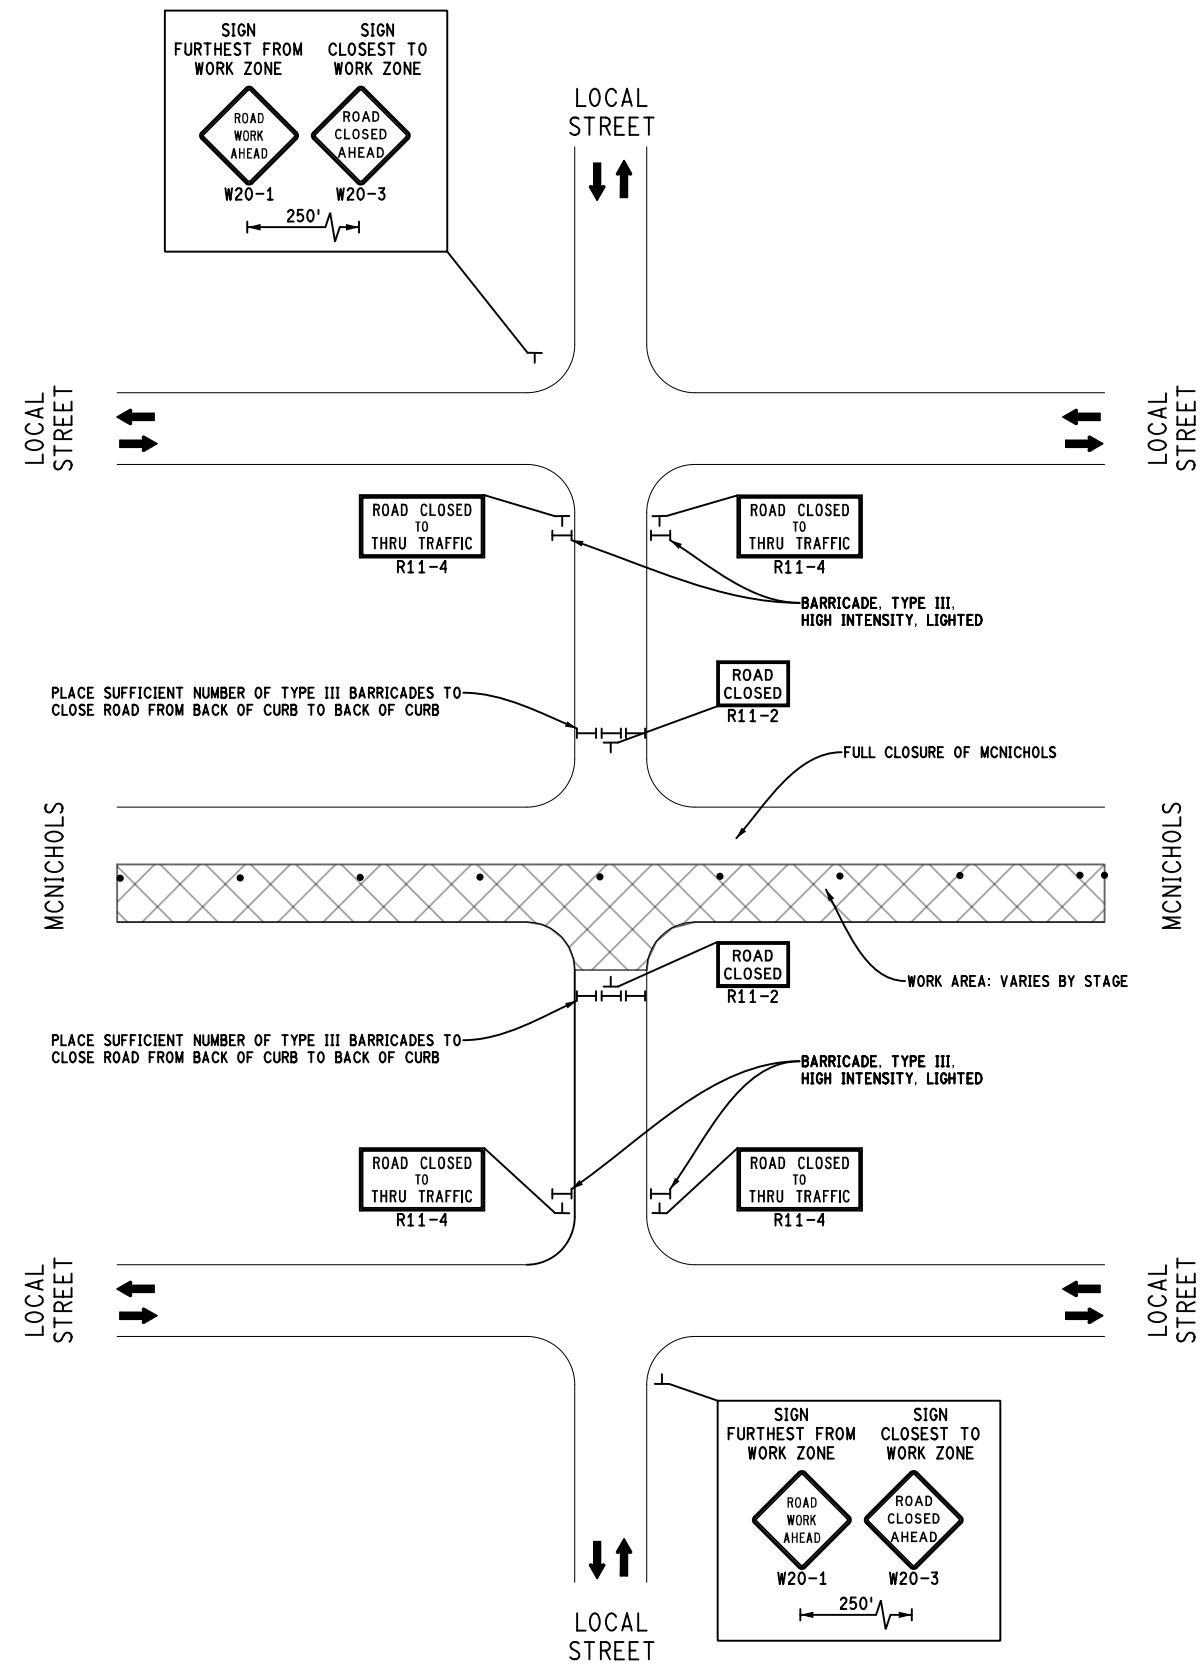 SIGN
FURTHEST FROM
WORK ZONE
SIGN
CLOSEST TO
WORK ZONE
ROAD
WORK
AHEAD
ROAD
CLOSED
AHEAD
W20-1
W20-3
250'
LOCAL
STREET
LOCAL
STREET
LOCAL
STREET
ROAD CLOSED
TO
THRU TRAFFIC
R11-4
ROAD CLOSED
TO
THRU TRAFFIC
R11-4
BARRICADE, TYPE III,
HIGH INTENSITY, LIGHTED
PLACE SUFFICIENT NUMBER OF TYPE III BARRICADES TO
CLOSE ROAD FROM BACK OF CURB TO BACK OF CURB
ROAD
CLOSED
R11-2
FULL CLOSURE OF MCNICHOLS
MCNICHOLS
MCNICHOLS
ROAD
CLOSED
R11-2
WORK AREA: VARIES BY STAGE
PLACE SUFFICIENT NUMBER OF TYPE III BARRICADES TO
CLOSE ROAD FROM BACK OF CURB TO BACK OF CURB
BARRICADE, TYPE III,
HIGH INTENSITY, LIGHTED
ROAD CLOSED
TO
THRU TRAFFIC
R11-4
ROAD CLOSED
TO
THRU TRAFFIC
R11-4
LOCAL
STREET
LOCAL
STREET
SIGN
FURTHEST FROM
WORK ZONE
SIGN
CLOSEST TO
WORK ZONE
ROAD
WORK
AHEAD
ROAD
CLOSED
AHEAD
W20-1
W20-3
250'
LOCAL
STREET